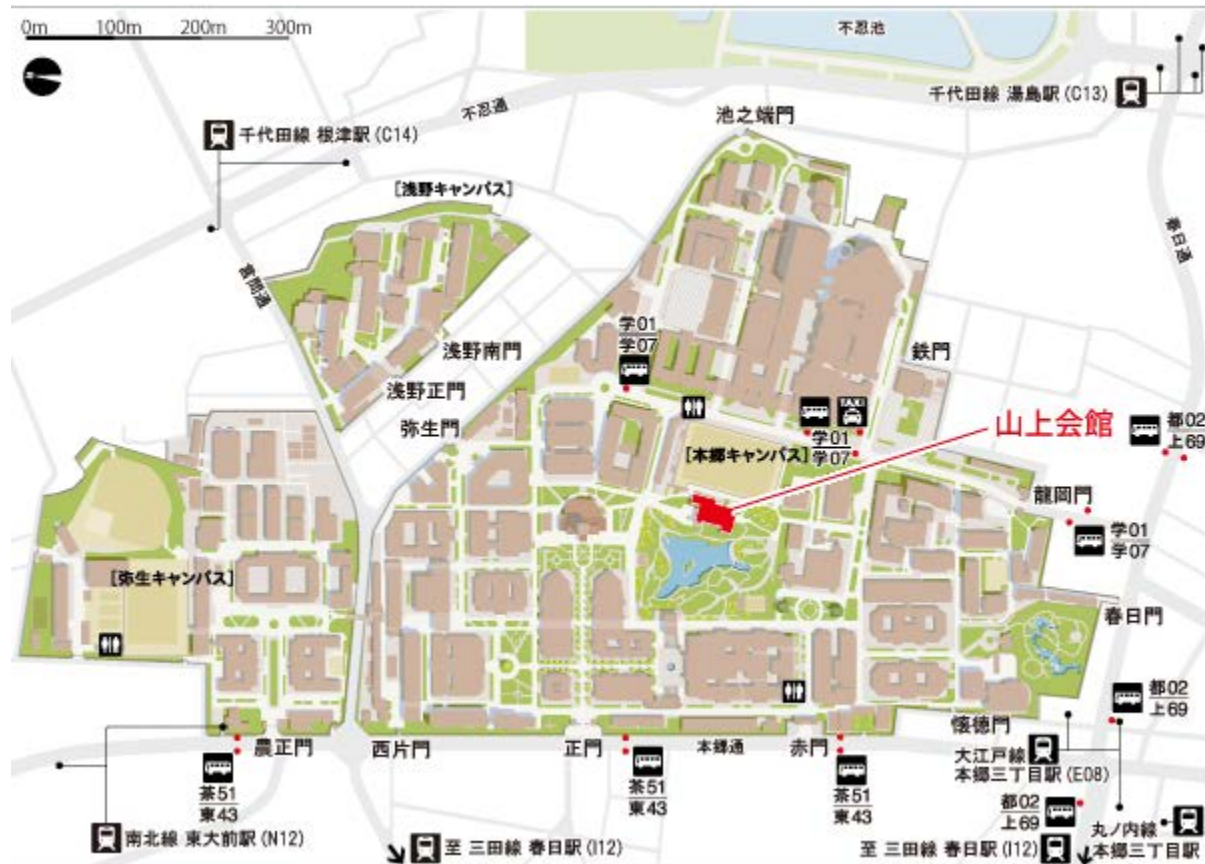 0m 100m 200m 300m
不忍池
千代田線 湯島駅 (C13)
不忍通
池之端門
千代田線 根津駅 (C14)
[浅野キャンパス]
春日通
言問通
学01
学07
浅野南門
鉄門
浅野正門
弥生門
TAXI
山上会館
都02
上69
[本郷キャンパス]
学01
学07
龍岡門
学01
学07
[弥生キャンパス]
春日門
都02
上69
懐徳門
農正門
西片門
正門
本郷通
赤門
大江戸線
本郷三丁目駅 (E08)
茶51
東43
茶51
東43
茶51
東43
都02
上69
丸ノ内線
本郷三丁目駅
南北線 東大前駅 (N12)
至 三田線 春日駅 (I12)
至 三田線 春日駅 (I12)